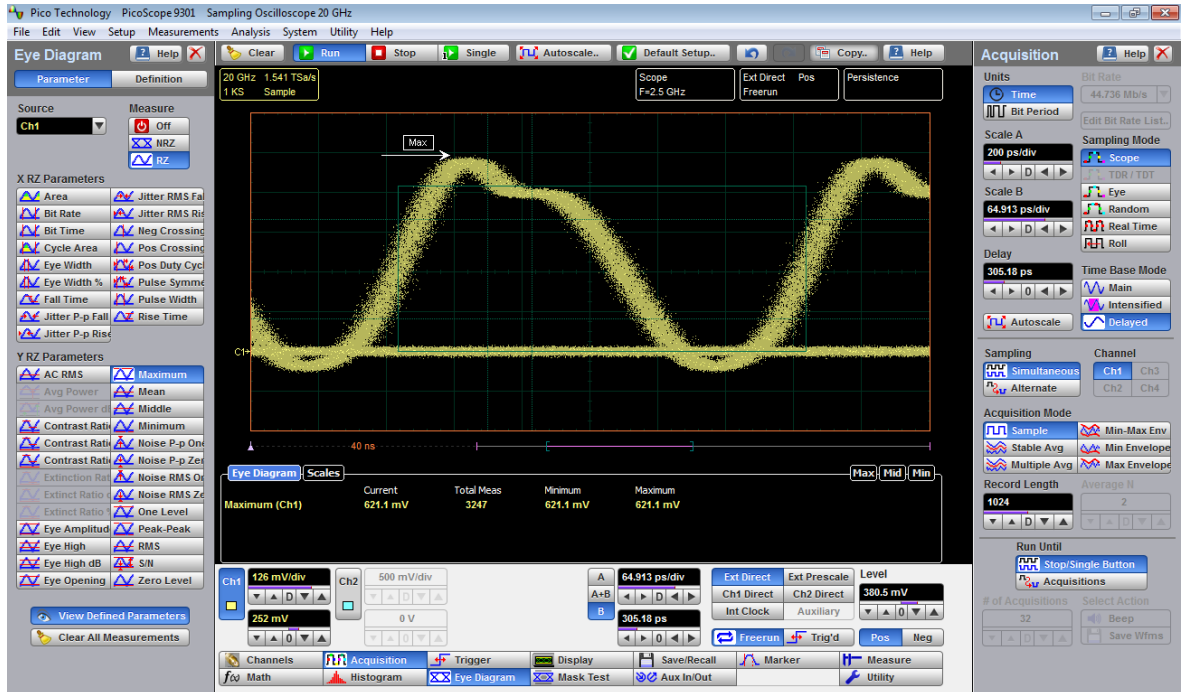 Pico Technology PicoScope 9301 Sampling Oscilloscope 20 GHz
File Edit View Setup Measurements Analysis System Utility Help
Eye Diagram Help
Parameter Definition
Source Measure
Ch1 Off
NRZ
RZ
X RZ Parameters
Area Jitter RMS Fal
Bit Rate Jitter RMS Ris
Bit Time Neg Crossing
Cycle Area Pos Crossing
Eye Width Pos Duty Cycl
Eye Width % Pulse Symme
Fall Time Pulse Width
Jitter P-p Fall Rise Time
Jitter P-p Rise
Y RZ Parameters
AC RMS Maximum
Avg Power Mean
Avg Power dB Middle
Contrast Ratio Minimum
Contrast Ratio Noise P-p One
Contrast Ratio Noise P-p Zer
Extinction Rat Noise RMS On
Extinct Ratio d Noise RMS Ze
Extinct Ratio % One Level
Eye Amplitud Peak-Peak
Eye High RMS
Eye High dB S/N
Eye Opening Zero Level
View Defined Parameters
Clear All Measurements
Clear Run Stop Single Autoscale.. Default Setup.. Copy.. Help
20 GHz 1.541 TSa/s
1 KS Sample
Scope
F=2.5 GHz
Ext Direct Pos
Freerun
Persistence
Max
C1
40 ns
Eye Diagram Scales Max Mid Min
Current Total Meas Minimum Maximum
Maximum (Ch1) 621.1 mV 3247 621.1 mV 621.1 mV
Ch1 126 mV/div Ch2 500 mV/div A 64.913 ps/div Ext Direct Ext Prescale Level
D D A+B D Ch1 Direct Ch2 Direct 380.5 mV
252 mV 0 V B 305.18 ps Int Clock Auxiliary 0
0 0 0 Freerun Trig'd Pos Neg
Channels Acquisition Trigger Display Save/Recall Marker Measure
f(x) Math Histogram Eye Diagram Mask Test Aux In/Out Utility
Acquisition Help
Units Bit Rate
Time 44.736 Mb/s
Bit Period Edit Bit Rate List..
Scale A Sampling Mode
200 ps/div Scope
D TDR / TDT
Scale B Eye
64.913 ps/div Random
D Real Time
Roll
Delay
305.18 ps Time Base Mode
0 Main
Intensified
Autoscale Delayed
Sampling Channel
Simultaneous Ch1 Ch3
Alternate Ch2 Ch4
Acquisition Mode
Sample Min-Max Env
Stable Avg Min Envelope
Multiple Avg Max Envelope
Record Length Average N
1024 2
D D
Run Until
Stop/Single Button
Acquisitions
# of Acquisitions Select Action
32 Beep
D Save Wfms